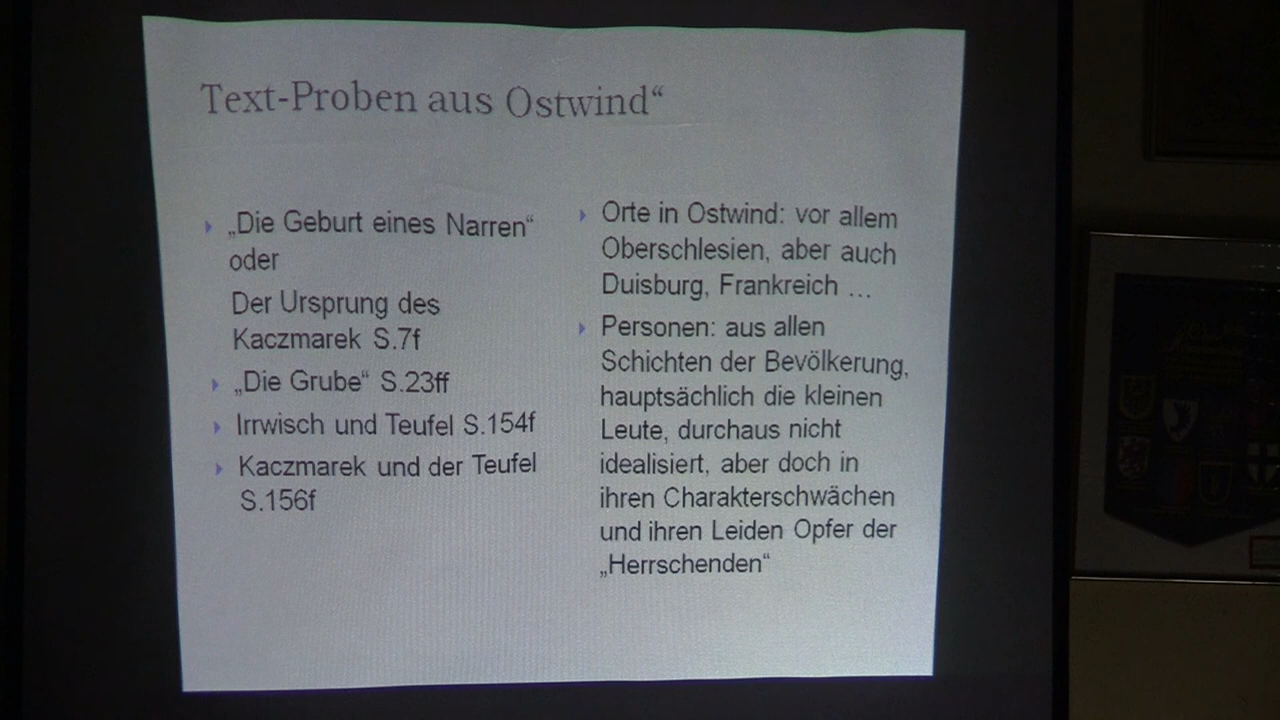 Text-Proben aus Ostwind“
„Die Geburt eines Narren“
oder
Der Ursprung des
Kaczmarek S.7f
„Die Grube“ S.23ff
Irrwisch und Teufel S.154f
Kaczmarek und der Teufel
S.156f
Orte in Ostwind: vor allem
Oberschlesien, aber auch
Duisburg, Frankreich ...
Personen: aus allen
Schichten der Bevölkerung,
hauptsächlich die kleinen
Leute, durchaus nicht
idealisiert, aber doch in
ihren Charakterschwächen
und ihren Leiden Opfer der
„Herrschenden“